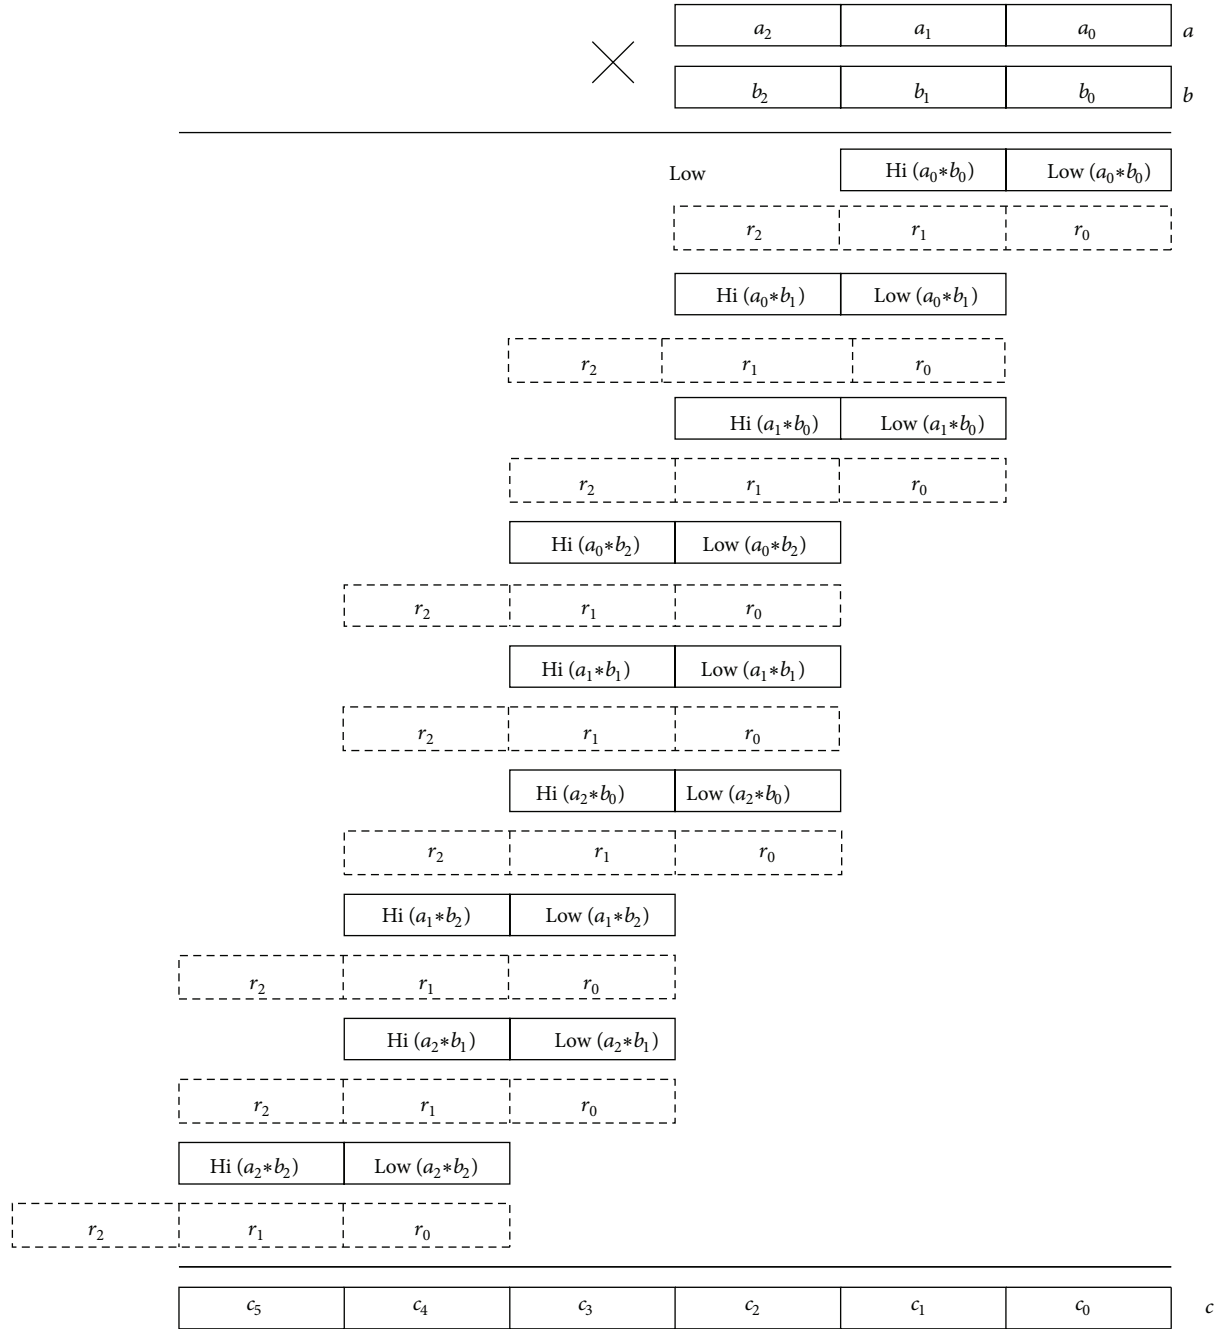 a₂ a₁ a₀ a
b₂ b₁ b₀ b
Low Hi (a₀*b₀) Low (a₀*b₀)
r₂ r₁ r₀
Hi (a₀*b₁) Low (a₀*b₁)
r₂ r₁ r₀
Hi (a₁*b₀) Low (a₁*b₀)
r₂ r₁ r₀
Hi (a₀*b₂) Low (a₀*b₂)
r₂ r₁ r₀
Hi (a₁*b₁) Low (a₁*b₁)
r₂ r₁ r₀
Hi (a₂*b₀) Low (a₂*b₀)
r₂ r₁ r₀
Hi (a₁*b₂) Low (a₁*b₂)
r₂ r₁ r₀
Hi (a₂*b₁) Low (a₂*b₁)
r₂ r₁ r₀
Hi (a₂*b₂) Low (a₂*b₂)
r₂ r₁ r₀
c₅ c₄ c₃ c₂ c₁ c₀ c